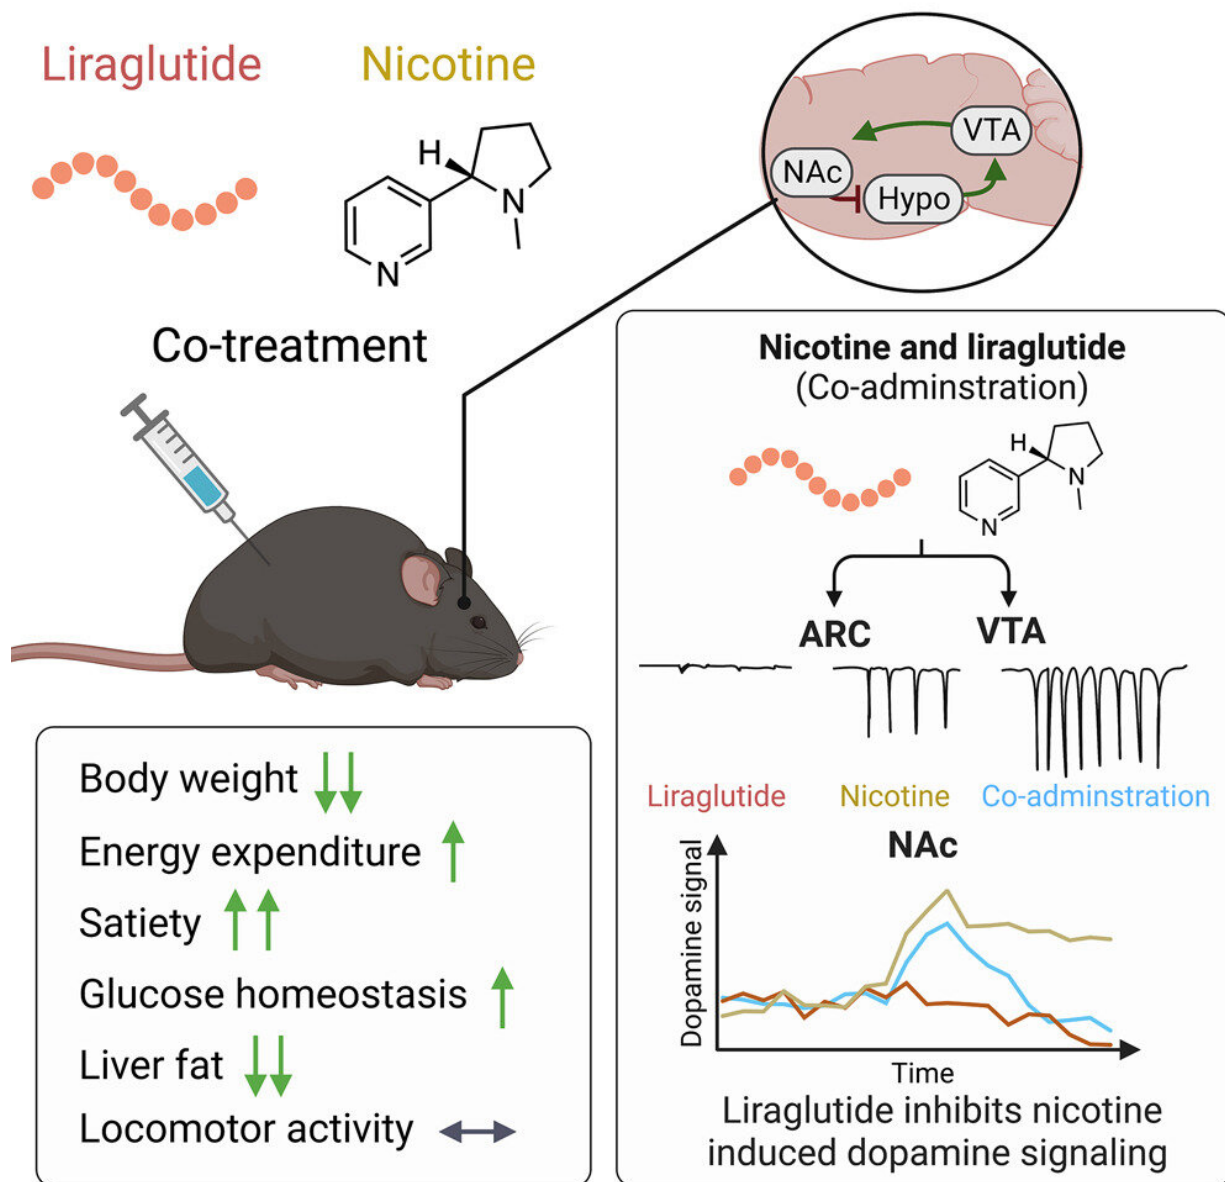 Liraglutide
Nicotine
H
N
N
Co-treatment
VTA
NAc
Hypo
Body weight
Energy expenditure
Satiety
Glucose homeostasis
Liver fat
Locomotor activity
Nicotine and liraglutide
(Co-adminstration)
H
N
N
ARC
VTA
Liraglutide
Nicotine
Co-adminstration
NAc
Dopamine signal
Time
Liraglutide inhibits nicotine
induced dopamine signaling